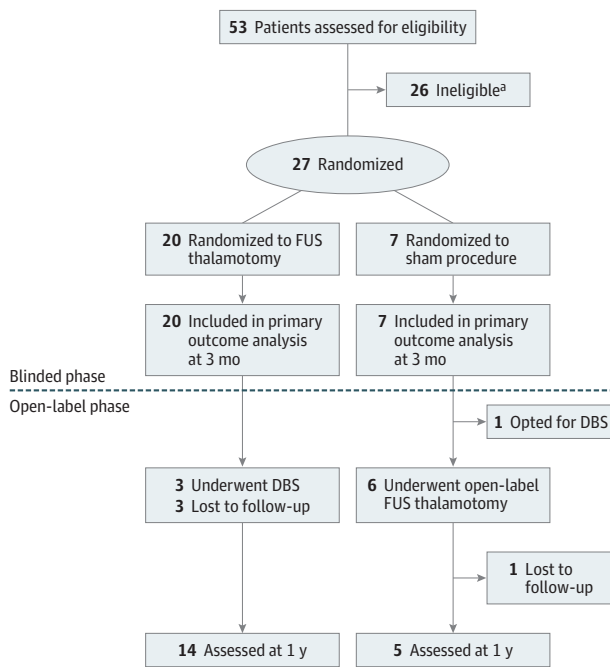 53 Patients assessed for eligibility
26 Ineligibleª
27 Randomized
20 Randomized to FUS
thalamotomy
7 Randomized to
sham procedure
20 Included in primary
outcome analysis
at 3 mo
7 Included in primary
outcome analysis
at 3 mo
Blinded phase
Open-label phase
1 Opted for DBS
3 Underwent DBS
3 Lost to follow-up
6 Underwent open-label
FUS thalamotomy
1 Lost to
follow-up
14 Assessed at 1 y
5 Assessed at 1 y